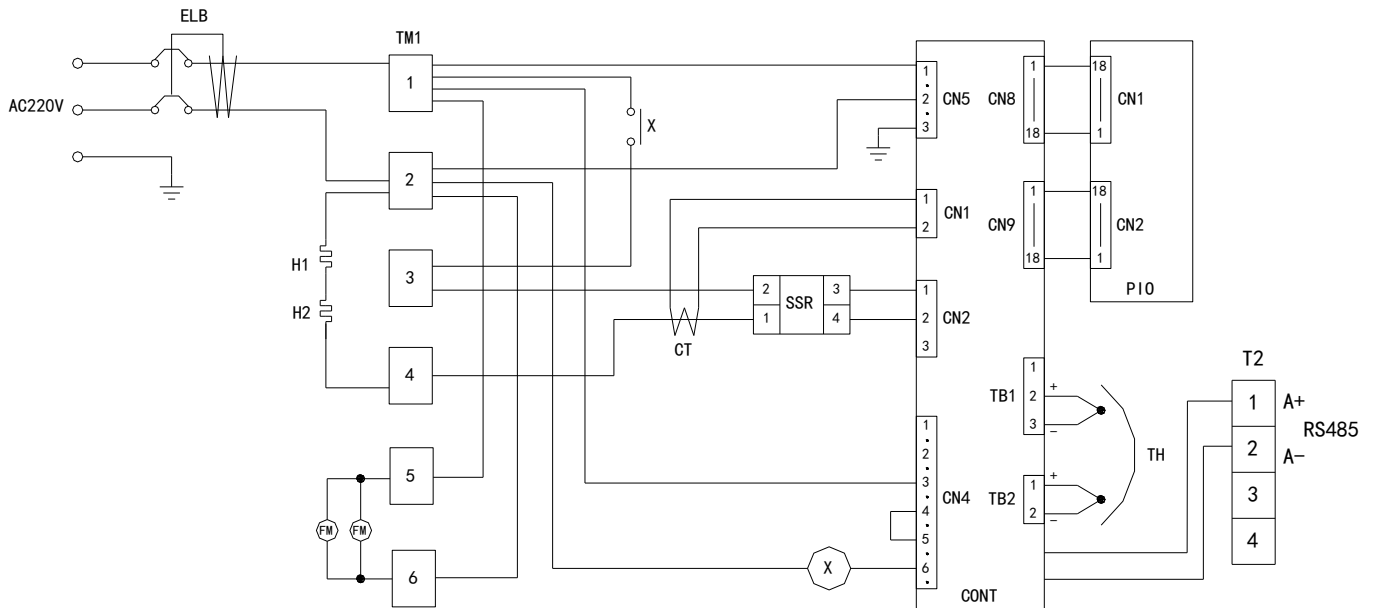 ELB
AC220V
TM1
1
2
3
4
5
6
H1
H2
FM FM
X
CT
2 SSR 3
1 4
X
1
2
3
CN5
1
2
CN1
1
2
3
CN2
1
2
3
4
5
6
CN4
CONT
CN8
1
18
CN9
1
18
18
1
CN1
18
1
CN2
PIO
TB1
1
2
3
+
−
TB2
1
2
+
−
TH
T2
1 A+
RS485
2 A−
3
4